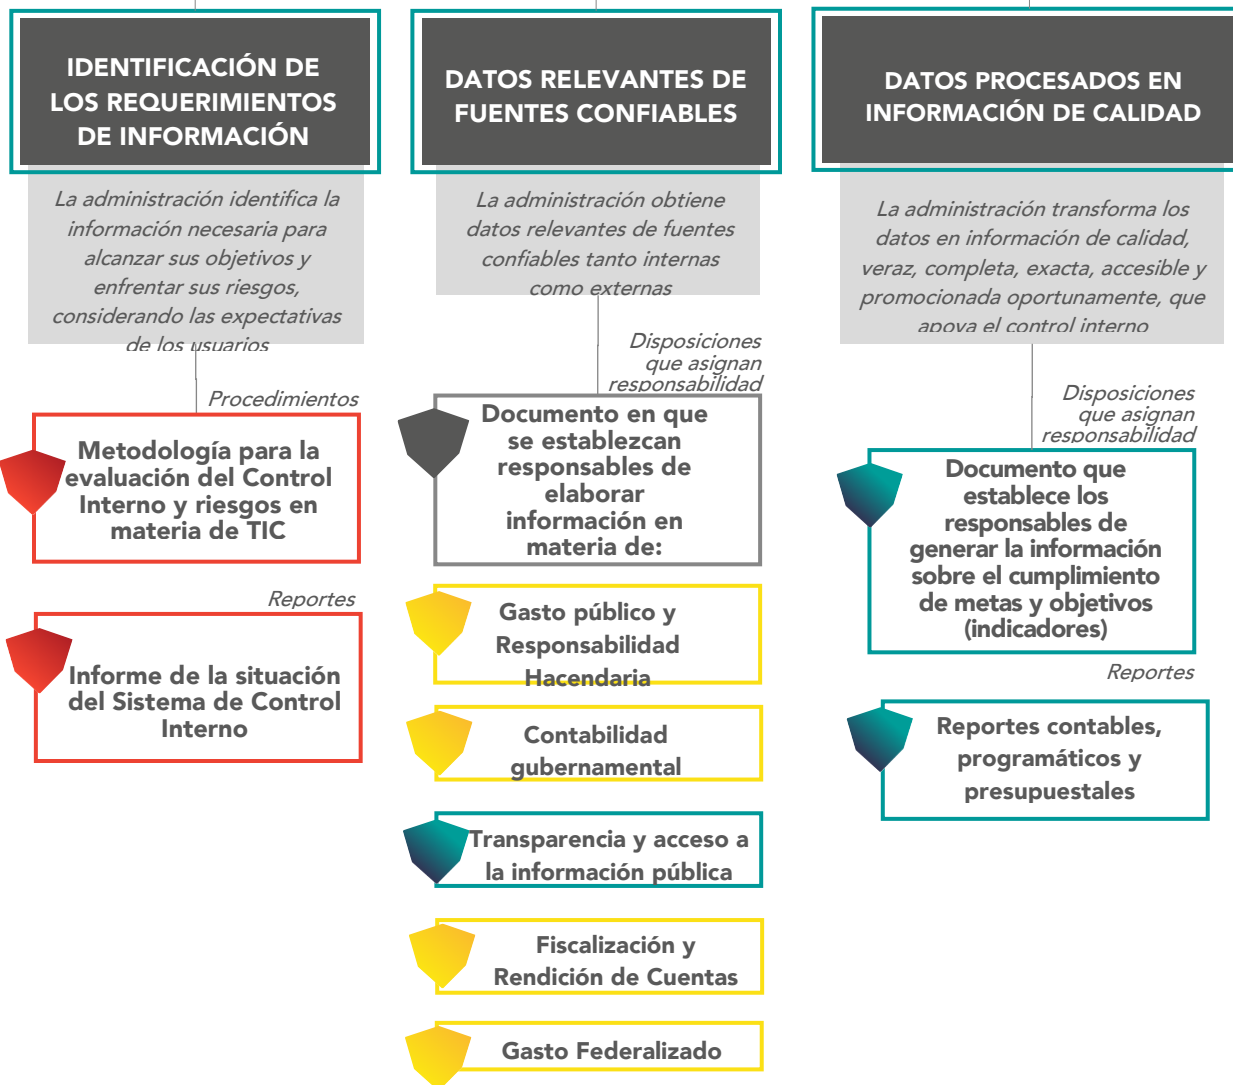 IDENTIFICACIÓN DE
LOS REQUERIMIENTOS
DE INFORMACIÓN
La administración identifica la
información necesaria para
alcanzar sus objetivos y
enfrentar sus riesgos,
considerando las expectativas
de los usuarios
Procedimientos
Metodología para la
evaluación del Control
Interno y riesgos en
materia de TIC
Reportes
Informe de la situación
del Sistema de Control
Interno
DATOS RELEVANTES DE
FUENTES CONFIABLES
La administración obtiene
datos relevantes de fuentes
confiables tanto internas
como externas
Disposiciones
que asignan
responsabilidad
Documento en que
se establezcan
responsables de
elaborar
información en
materia de:
Gasto público y
Responsabilidad
Hacendaria
Contabilidad
gubernamental
Transparencia y acceso a
la información pública
Fiscalización y
Rendición de Cuentas
Gasto Federalizado
DATOS PROCESADOS EN
INFORMACIÓN DE CALIDAD
La administración transforma los
datos en información de calidad,
veraz, completa, exacta, accesible y
promocionada oportunamente, que
apoya el control interno
Disposiciones
que asignan
responsabilidad
Documento que
establece los
responsables de
generar la información
sobre el cumplimiento
de metas y objetivos
(indicadores)
Reportes
Reportes contables,
programáticos y
presupuestales